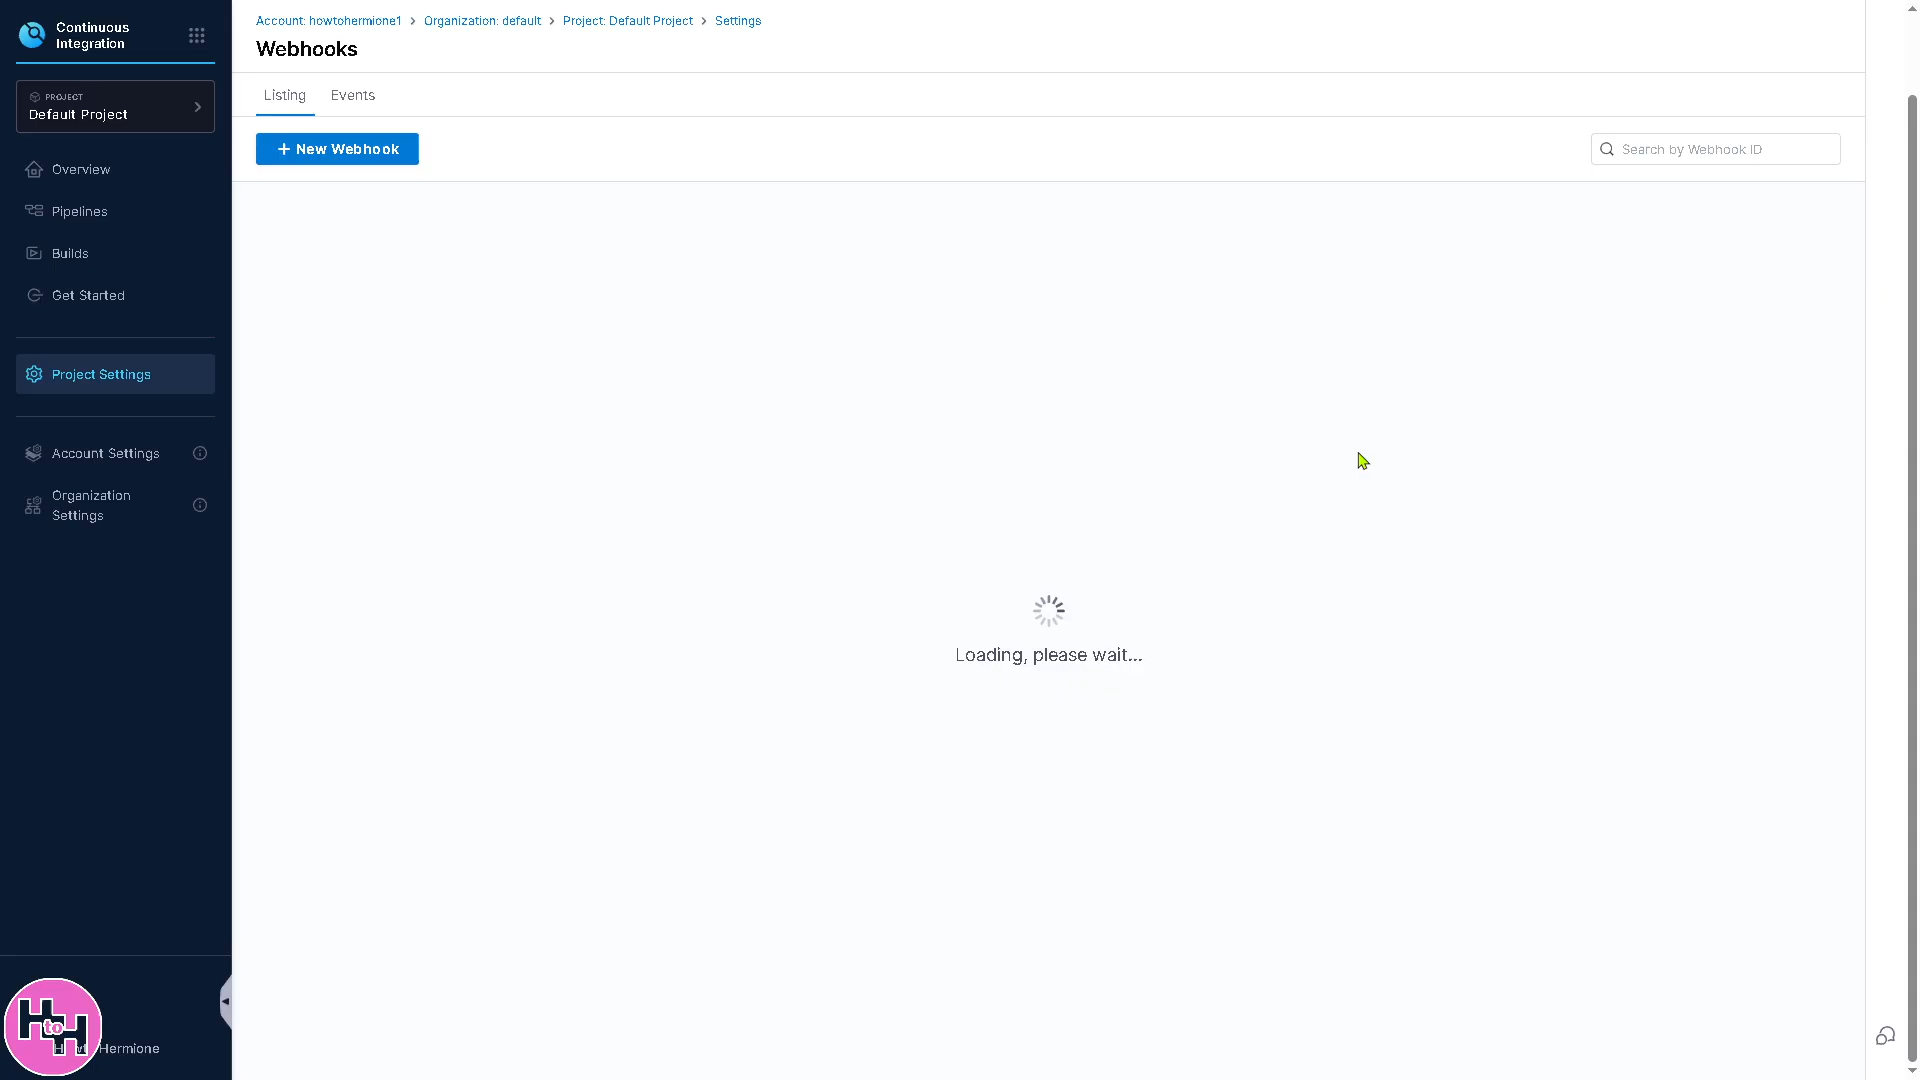 Continuous
Integration
PROJECT
Default Project
Overview
Pipelines
Builds
Get Started
Project Settings
Account Settings
Organization
Settings
H to H
Hermione
Account: howtohermione1 > Organization: default > Project: Default Project > Settings
Webhooks
Listing
Events
+ New Webhook
Search by Webhook ID
Loading, please wait...